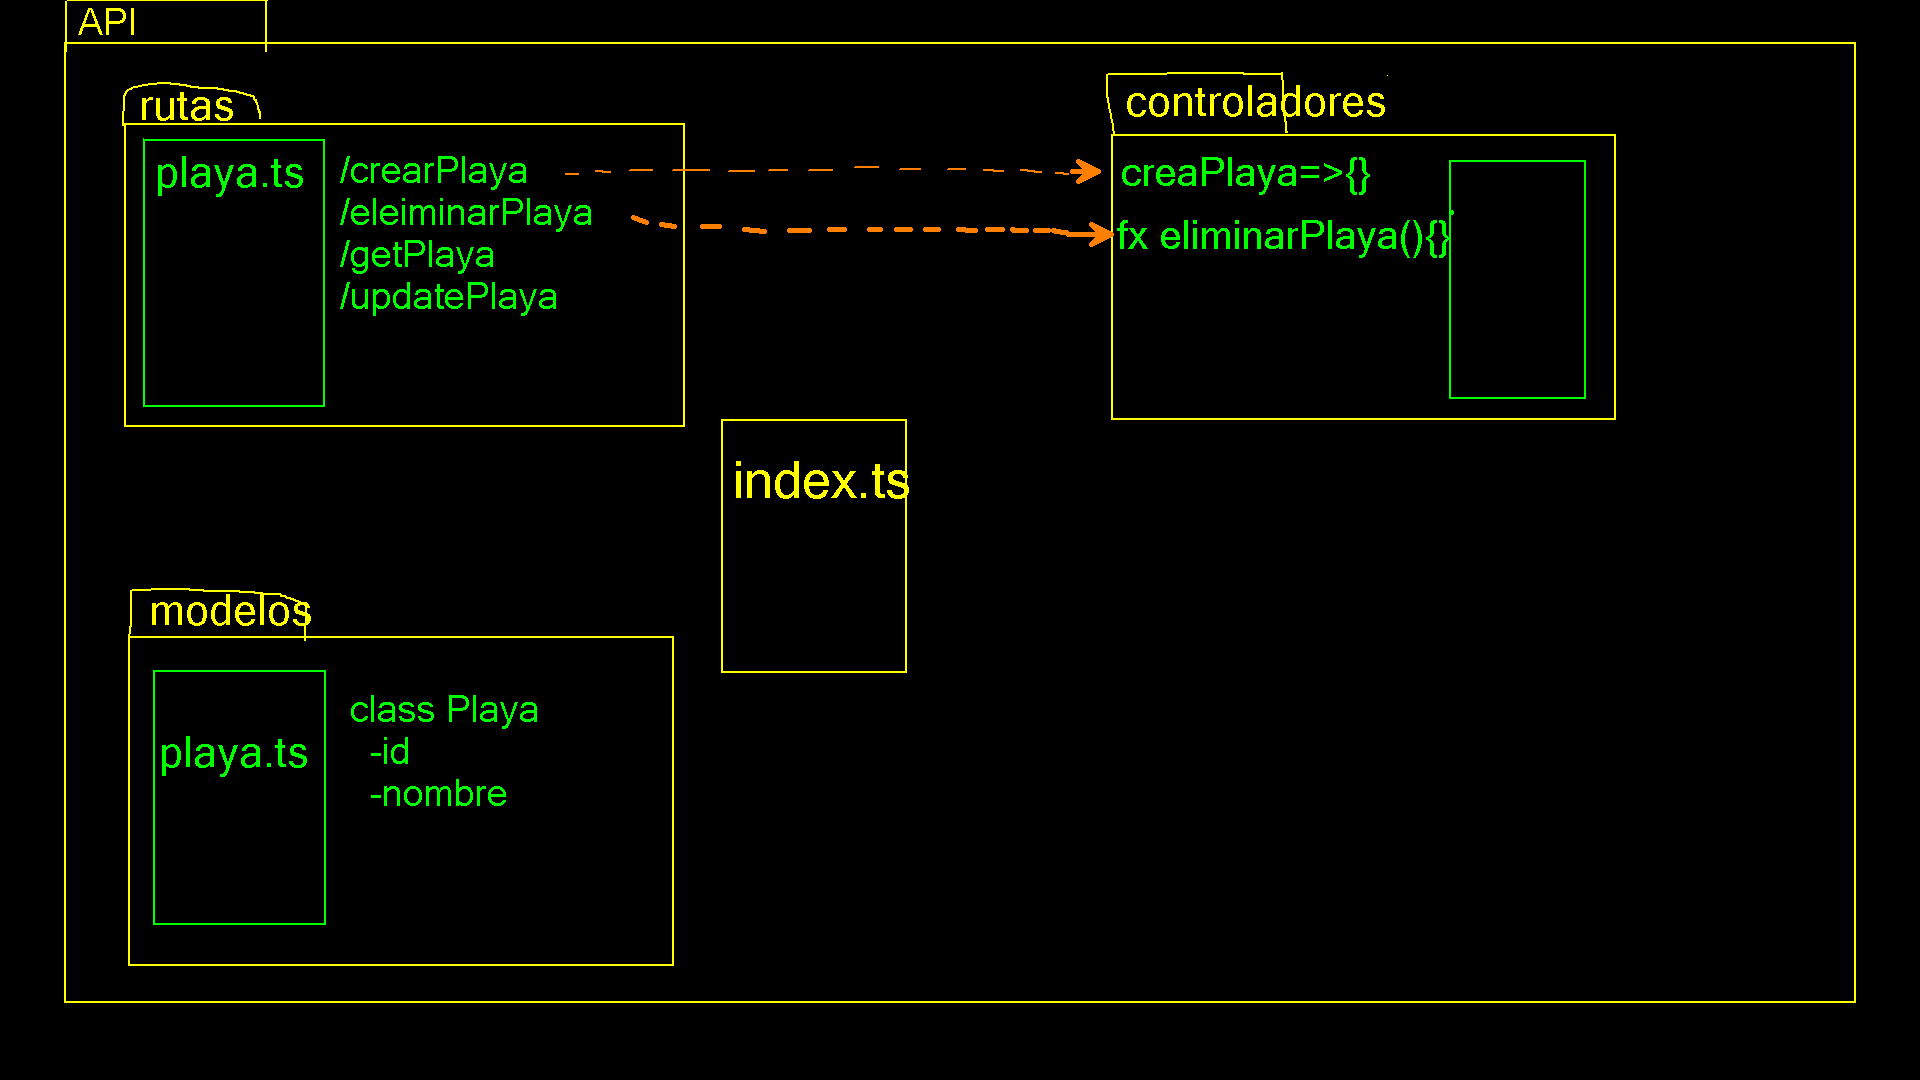 API
rutas
playa.ts
/crearPlaya
/eleiminarPlaya
/getPlaya
/updatePlaya
controladores
creaPlaya=>{}
fx eliminarPlaya(){}
index.ts
modelos
playa.ts
class Playa
-id
-nombre